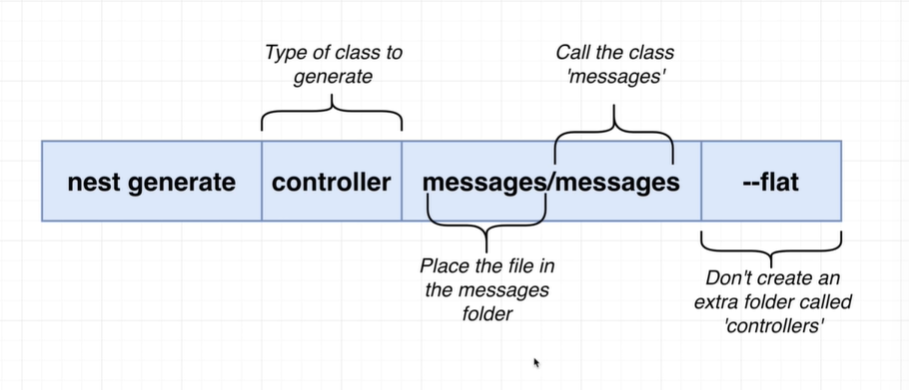 Type of class to
generate
Call the class
'messages'
nest generate
controller
messages/messages
--flat
Place the file in
the messages
folder
Don't create an
extra folder called
'controllers'